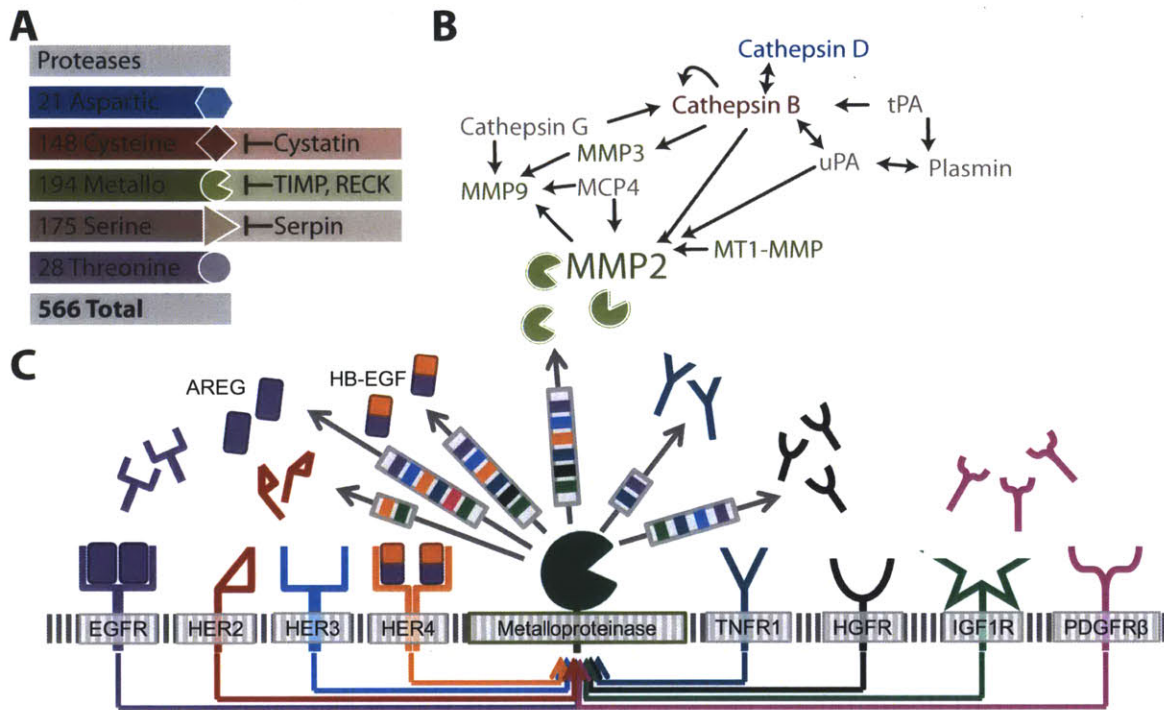 A
Proteases
21 Aspartic
148 Cysteine
Cystatin
194 Metallo
TIMP, RECK
175 Serine
Serpin
28 Threonine
566 Total
B
Cathepsin D
Cathepsin B
tPA
Cathepsin G
MMP3
uPA
Plasmin
MMP9
MCP4
MMP2
MT1-MMP
C
AREG
HB-EGF
EGFR
HER2
HER3
HER4
Metalloproteinase
TNFR1
HGFR
IGF1R
PDGFRβ